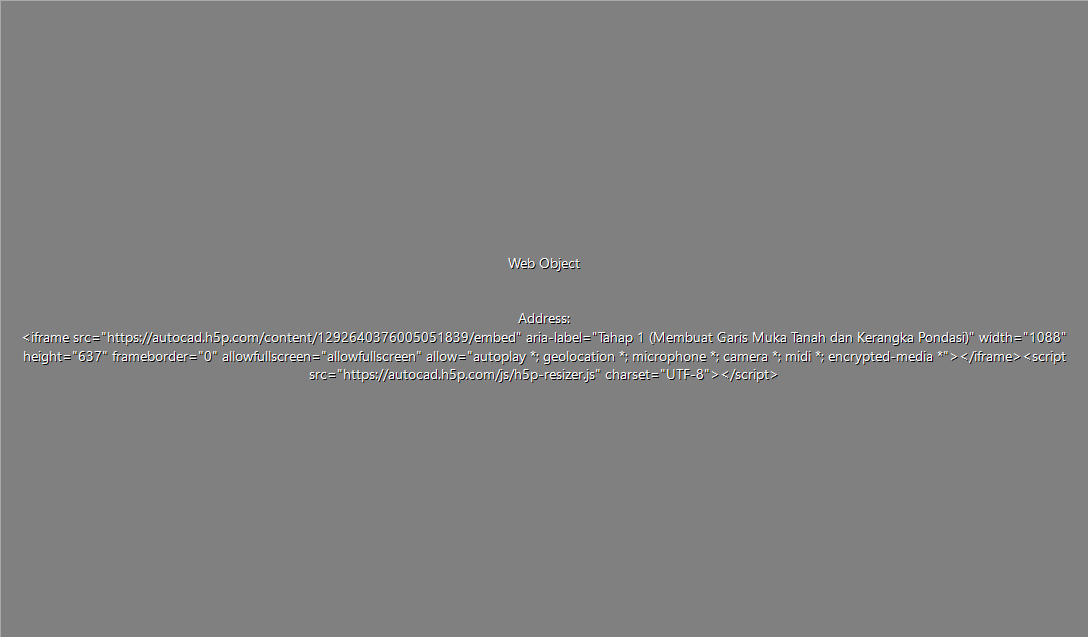 Web Object
Address:
<iframe src="https://autocad.h5p.com/content/1292640376005051839/embed" aria-label="Tahap 1 (Membuat Garis Muka Tanah dan Kerangka Pondasi)" width="1088"
height="637" frameborder="0" allowfullscreen="allowfullscreen" allow="autoplay *; geolocation *; microphone *; camera *; midi *; encrypted-media *"></iframe><script
src="https://autocad.h5p.com/js/h5p-resizer.js" charset="UTF-8"></script>